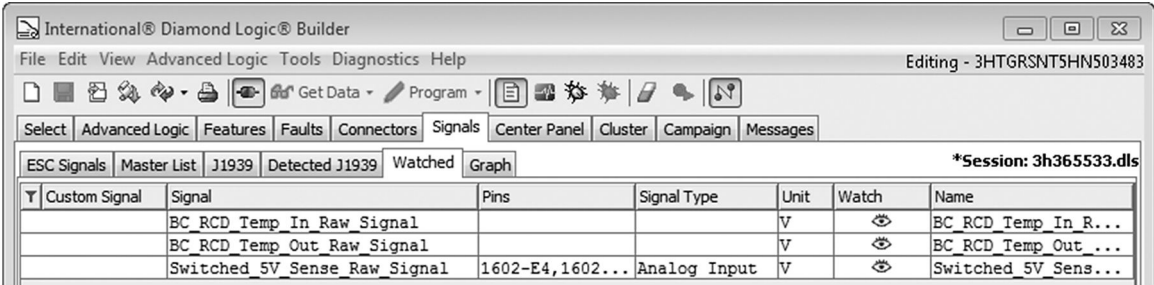 International® Diamond Logic® Builder
File Edit View Advanced Logic Tools Diagnostics Help Editing - 3HTGRSNT5HN503483
Get Data Program
Select Advanced Logic Features Faults Connectors Signals Center Panel Cluster Campaign Messages
ESC Signals Master List J1939 Detected J1939 Watched Graph *Session: 3h365533.dls
Custom Signal Signal Pins Signal Type Unit Watch Name
BC_RCD_Temp_In_Raw_Signal V BC_RCD_Temp_In_R...
BC_RCD_Temp_Out_Raw_Signal V BC_RCD_Temp_Out_...
Switched_5V_Sense_Raw_Signal 1602-E4,1602... Analog Input V Switched_5V_Sens...